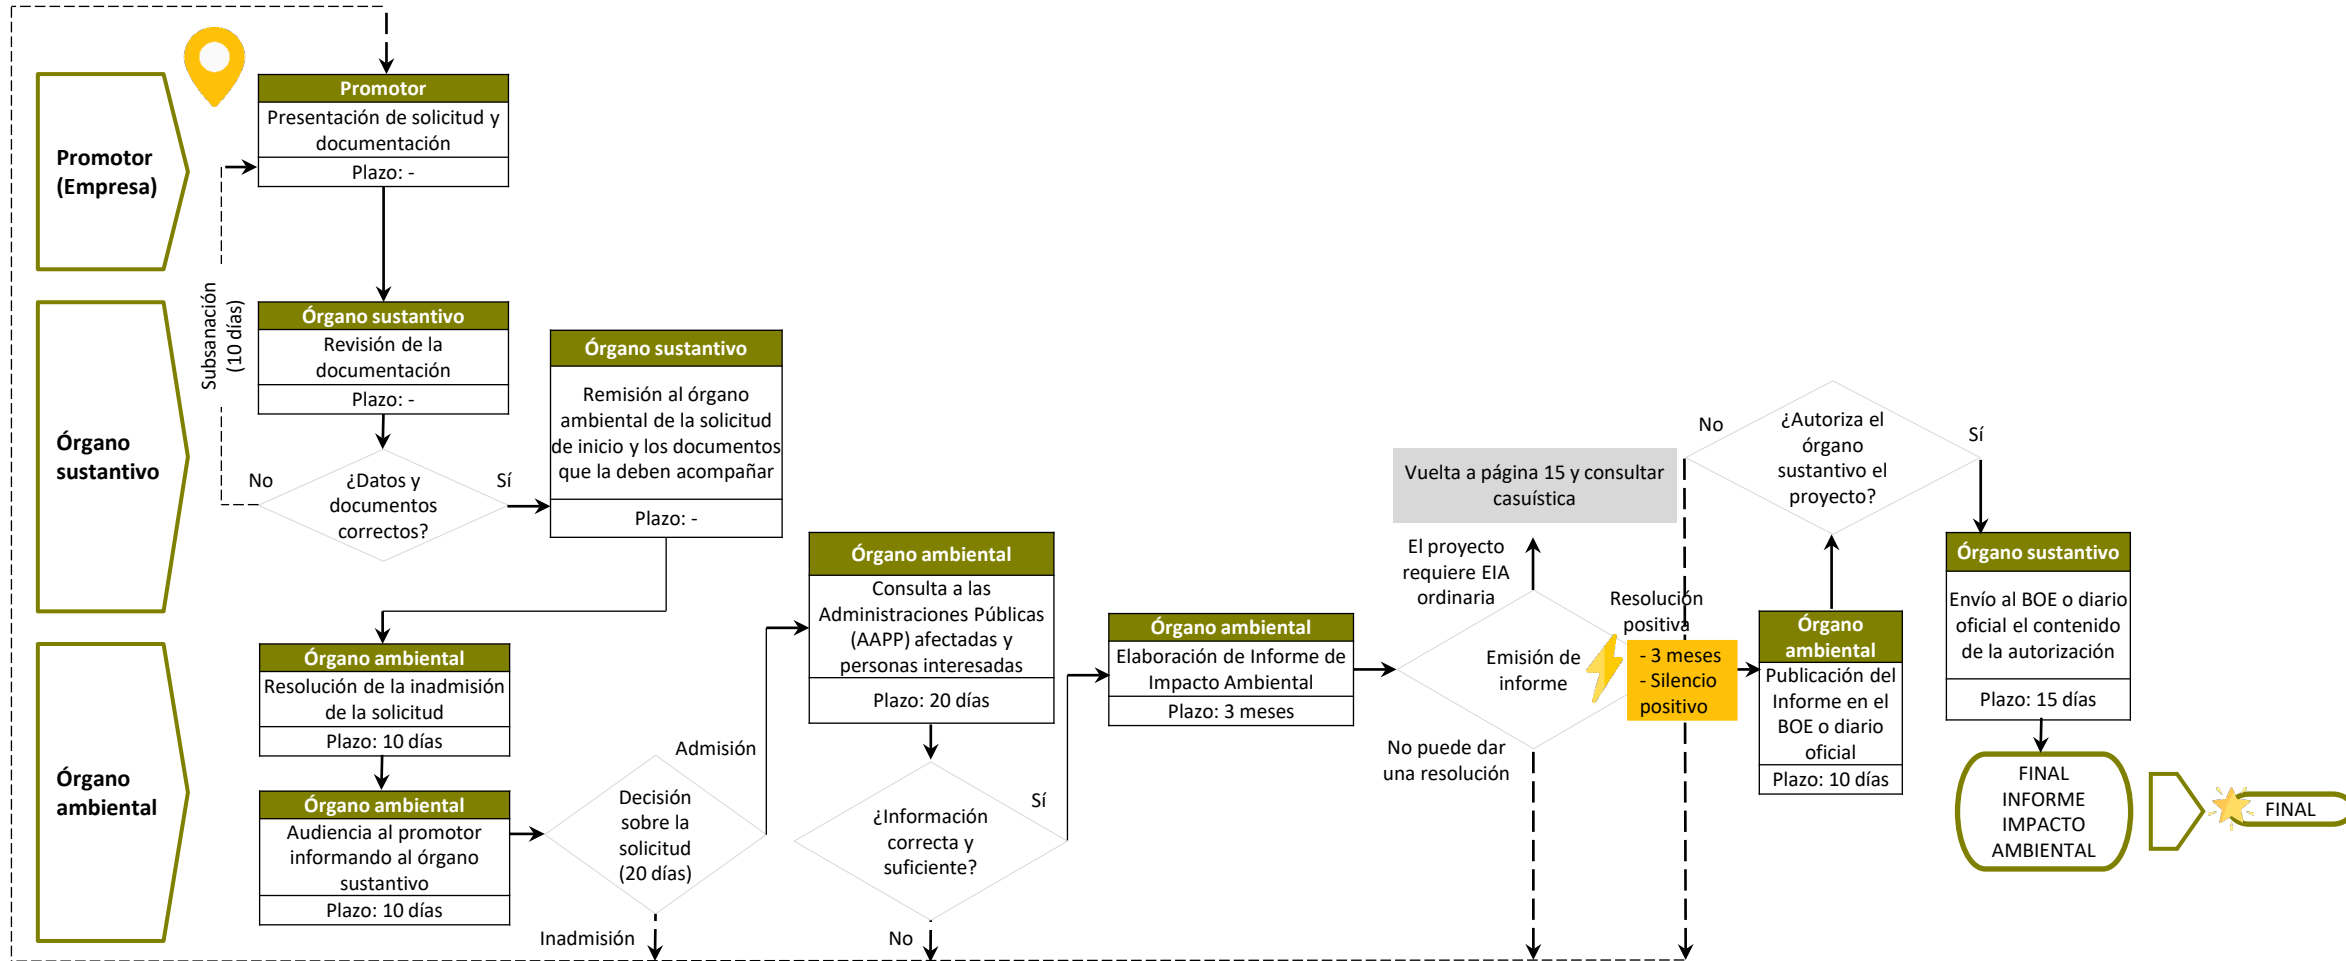 Promotor
(Empresa)
Órgano
sustantivo
Órgano
ambiental
Promotor
Presentación de solicitud y
documentación
Plazo: -
Subsanación
(10 días)
Órgano sustantivo
Revisión de la
documentación
Plazo: -
No
¿Datos y
documentos
correctos?
Sí
Órgano sustantivo
Remisión al órgano
ambiental de la solicitud
de inicio y los documentos
que la deben acompañar
Plazo: -
Órgano ambiental
Resolución de la inadmisión
de la solicitud
Plazo: 10 días
Órgano ambiental
Audiencia al promotor
informando al órgano
sustantivo
Plazo: 10 días
Decisión
sobre la
solicitud
(20 días)
Admisión
Inadmisión
Órgano ambiental
Consulta a las
Administraciones Públicas
(AAPP) afectadas y
personas interesadas
Plazo: 20 días
¿Información
correcta y
suficiente?
Sí
No
Órgano ambiental
Elaboración de Informe de
Impacto Ambiental
Plazo: 3 meses
Vuelta a página 15 y consultar
casuística
El proyecto
requiere EIA
ordinaria
Emisión de
informe
No puede dar
una resolución
Resolución
positiva
- 3 meses
- Silencio
positivo
Órgano
ambiental
Publicación del
Informe en el
BOE o diario
oficial
Plazo: 10 días
No
¿Autoriza el
órgano
sustantivo el
proyecto?
Sí
Órgano sustantivo
Envío al BOE o diario
oficial el contenido
de la autorización
Plazo: 15 días
FINAL
INFORME
IMPACTO
AMBIENTAL
FINAL